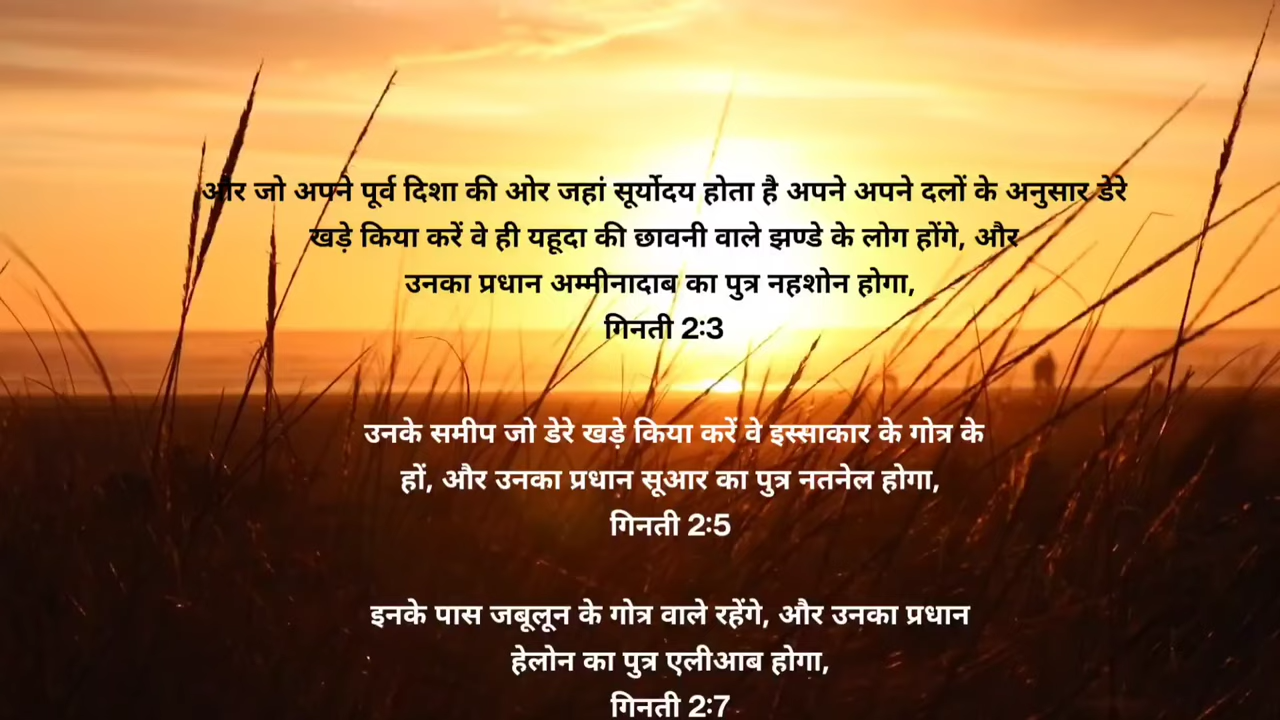 और जो अपने पूर्व दिशा की ओर जहां सूर्योदय होता है अपने अपने दलों के अनुसार डेरे
खड़े किया करें वे ही यहूदा की छावनी वाले झण्डे के लोग होंगे, और
उनका प्रधान अम्मीनादाब का पुत्र नहशोन होगा,
गिनती 2:3
उनके समीप जो डेरे खड़े किया करें वे इस्साकार के गोत्र के
हों, और उनका प्रधान सूआर का पुत्र नतनेल होगा,
गिनती 2:5
इनके पास जबूलून के गोत्र वाले रहेंगे, और उनका प्रधान
हेलोन का पुत्र एलीआब होगा,
गिनती 2:7